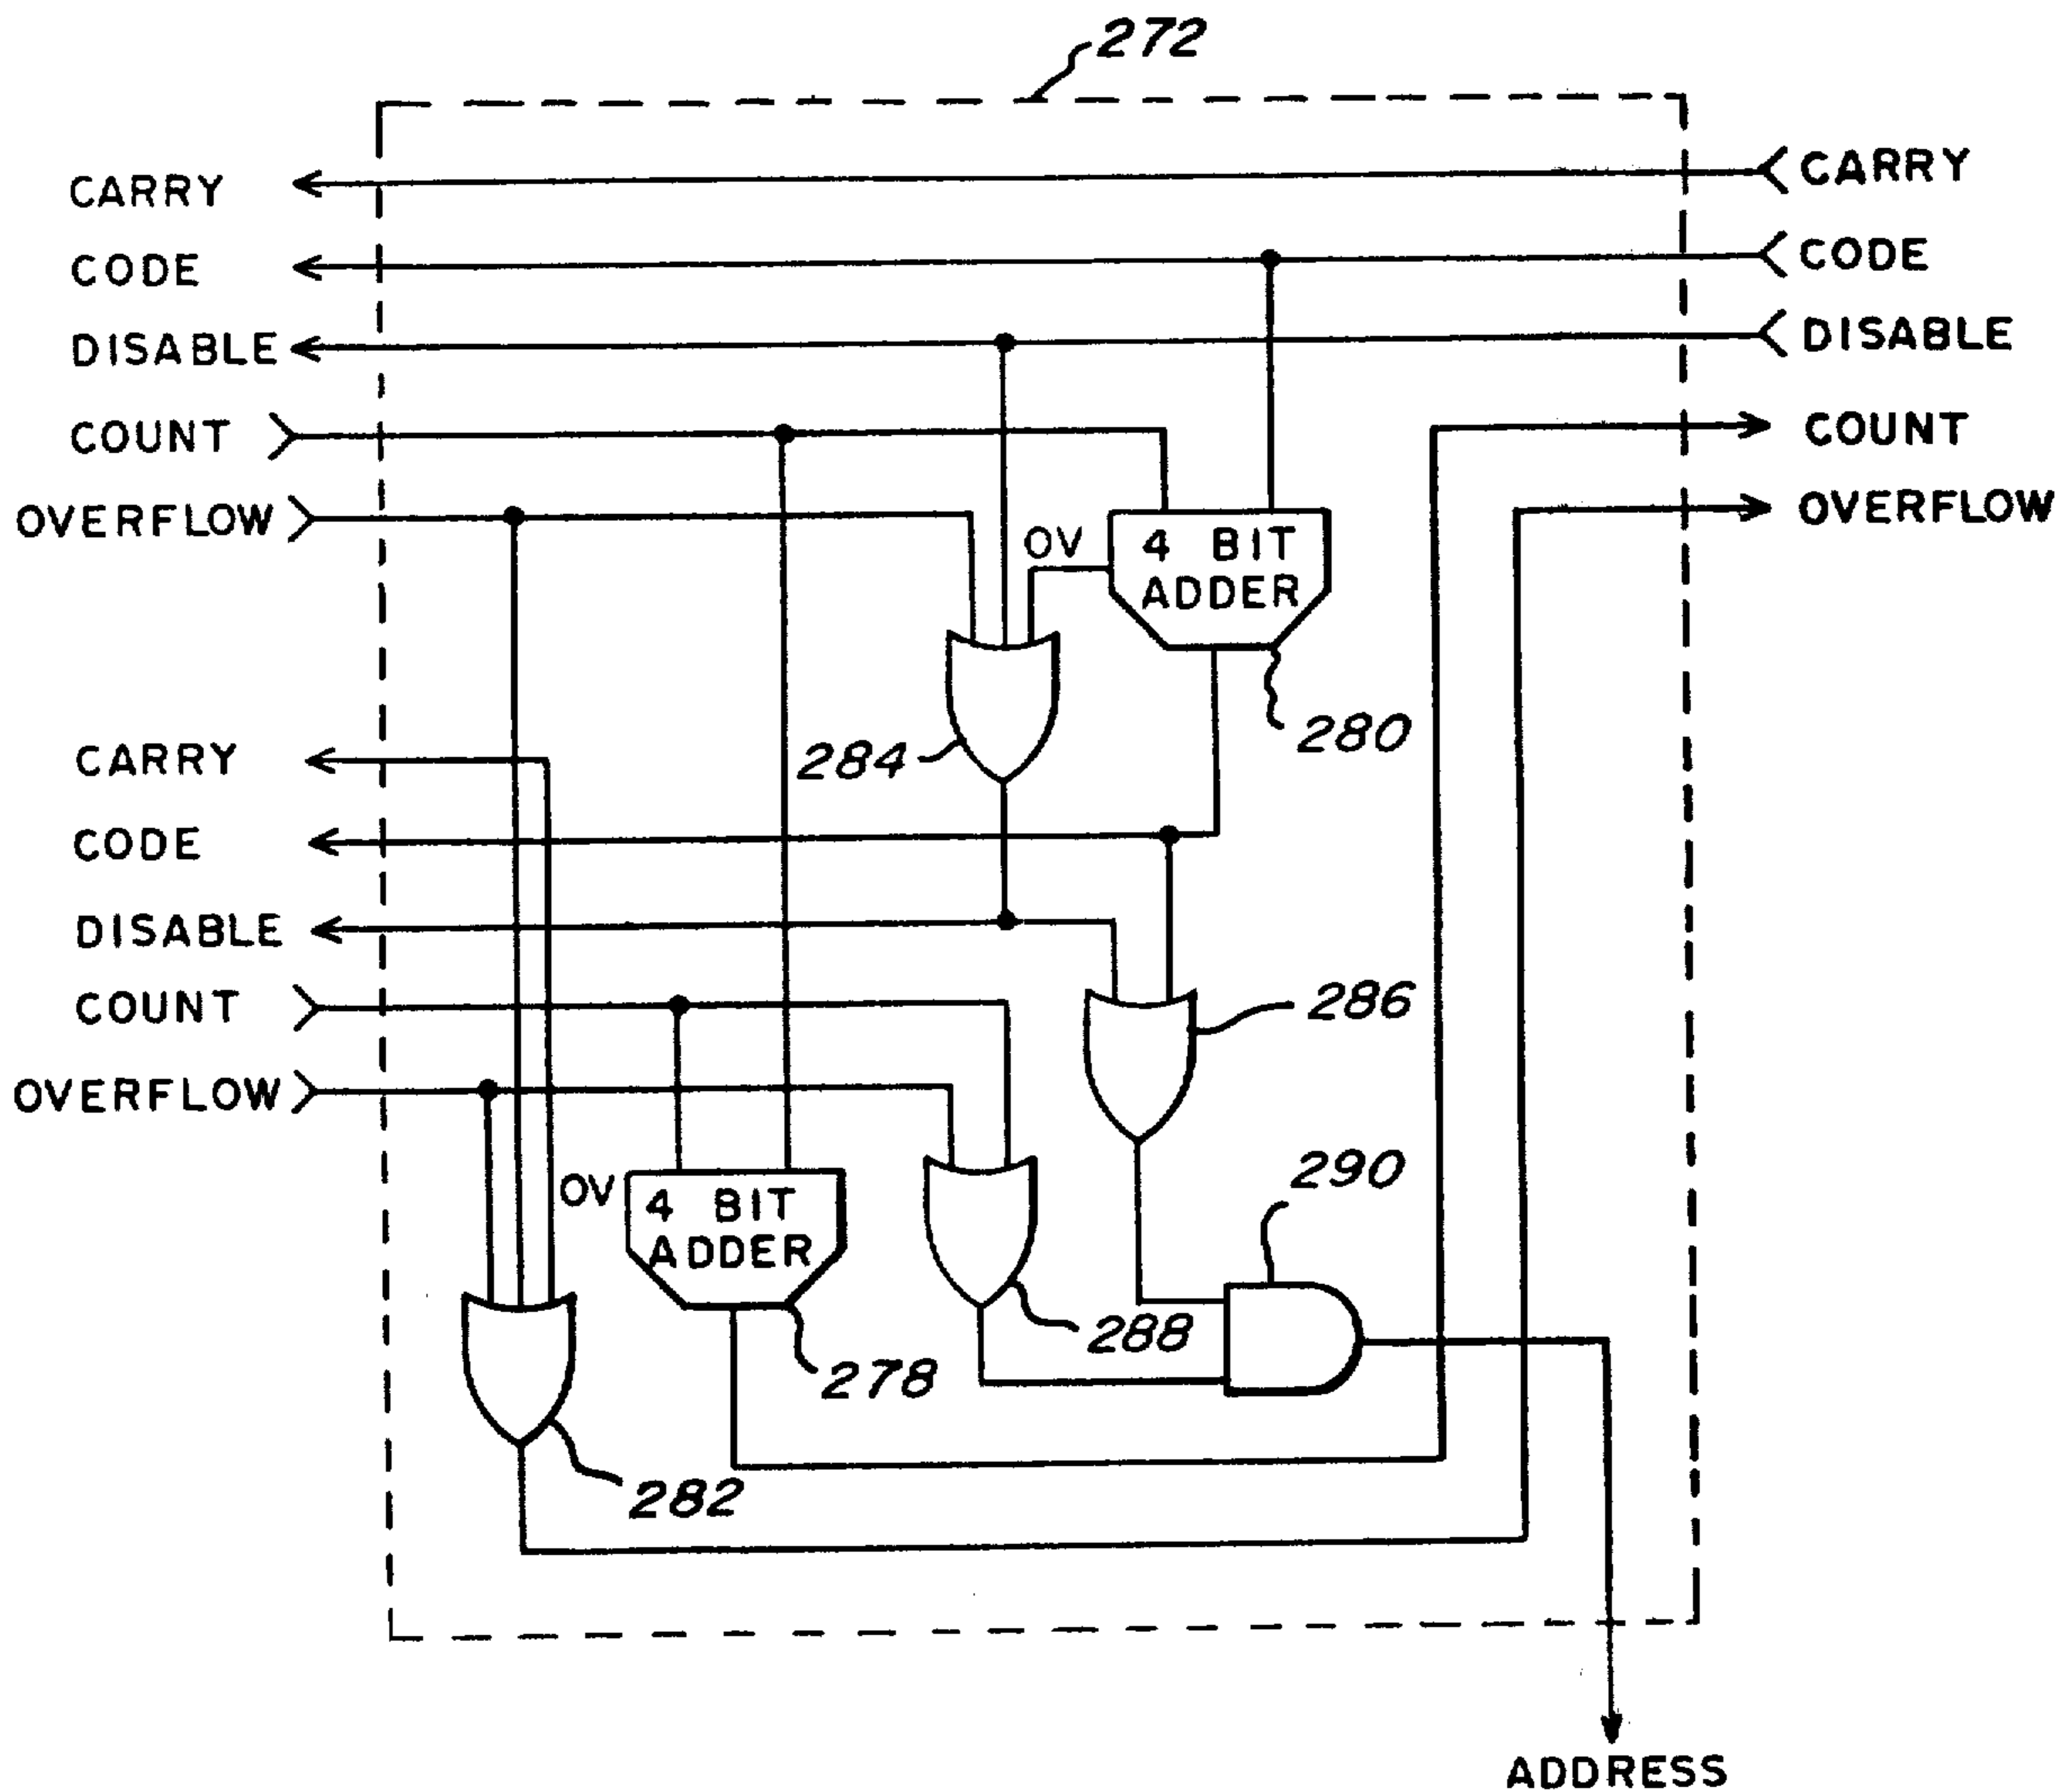 272
CARRY
CARRY
CODE
CODE
DISABLE
DISABLE
COUNT
COUNT
OVERFLOW
OVERFLOW
OV
4 BIT
ADDER
280
284
CARRY
CODE
DISABLE
COUNT
286
OVERFLOW
290
OV
4 BIT
ADDER
288
278
282
ADDRESS